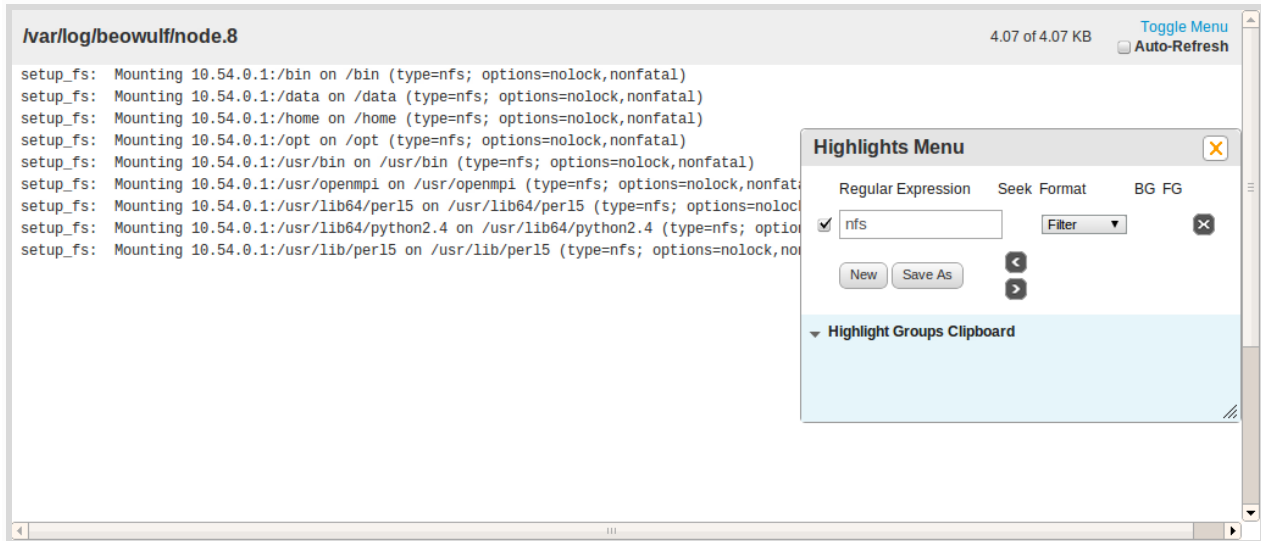 /var/log/beowulf/node.8
4.07 of 4.07 KB
Toggle Menu
Auto-Refresh
setup_fs:  Mounting 10.54.0.1:/bin on /bin (type=nfs; options=nolock,nonfatal)
setup_fs:  Mounting 10.54.0.1:/data on /data (type=nfs; options=nolock,nonfatal)
setup_fs:  Mounting 10.54.0.1:/home on /home (type=nfs; options=nolock,nonfatal)
setup_fs:  Mounting 10.54.0.1:/opt on /opt (type=nfs; options=nolock,nonfatal)
setup_fs:  Mounting 10.54.0.1:/usr/bin on /usr/bin (type=nfs; options=nolock,nonfatal)
setup_fs:  Mounting 10.54.0.1:/usr/openmpi on /usr/openmpi (type=nfs; options=nolock,nonfat
setup_fs:  Mounting 10.54.0.1:/usr/lib64/perl5 on /usr/lib64/perl5 (type=nfs; options=noloc
setup_fs:  Mounting 10.54.0.1:/usr/lib64/python2.4 on /usr/lib64/python2.4 (type=nfs; optio
setup_fs:  Mounting 10.54.0.1:/usr/lib/perl5 on /usr/lib/perl5 (type=nfs; options=nolock,no
Highlights Menu
Regular Expression Seek Format BG FG
nfs Filter
New Save As
Highlight Groups Clipboard